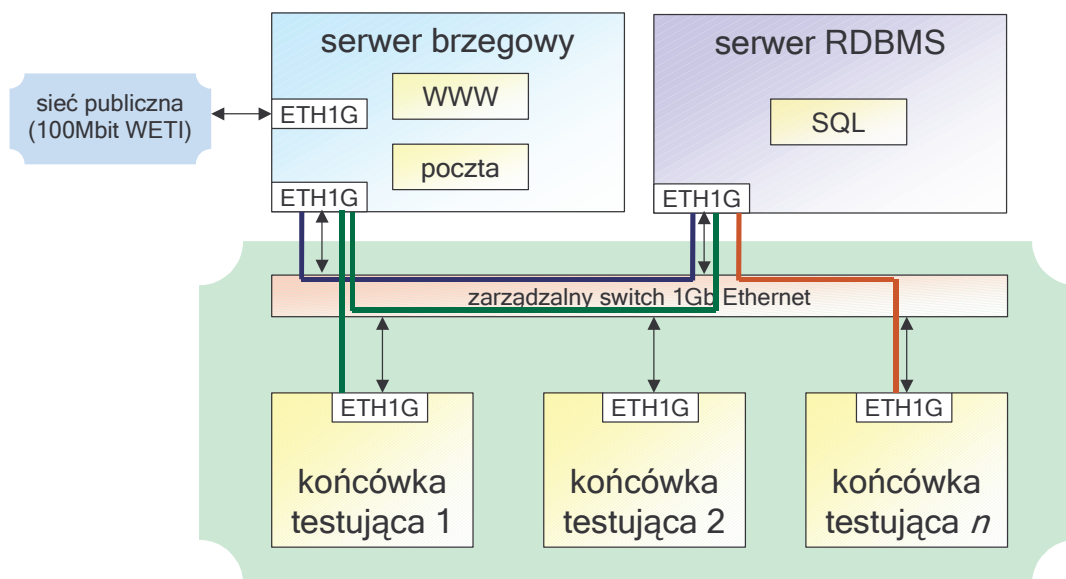 serwer brzegowy
serwer RDBMS
sieć publiczna
(100Mbit WETI)
ETH1G
WWW
SQL
poczta
ETH1G
ETH1G
zarządzalny switch 1Gb Ethernet
ETH1G
ETH1G
ETH1G
końcówka
testująca 1
końcówka
testująca 2
końcówka
testująca n